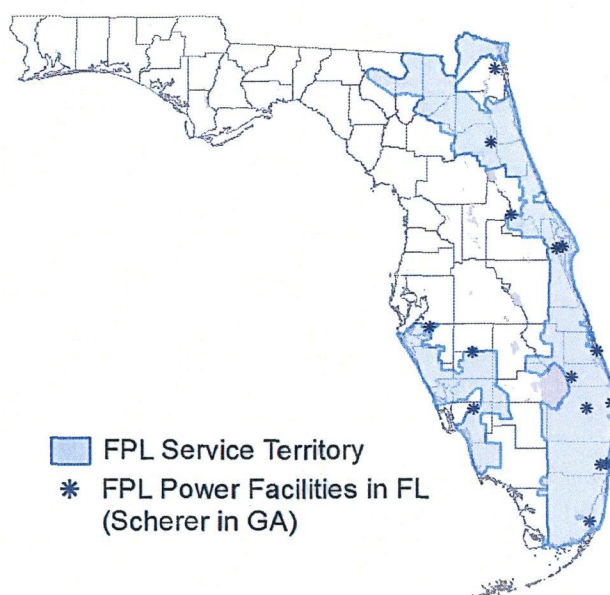 FPL Service Territory
FPL Power Facilities in FL
(Scherer in GA)